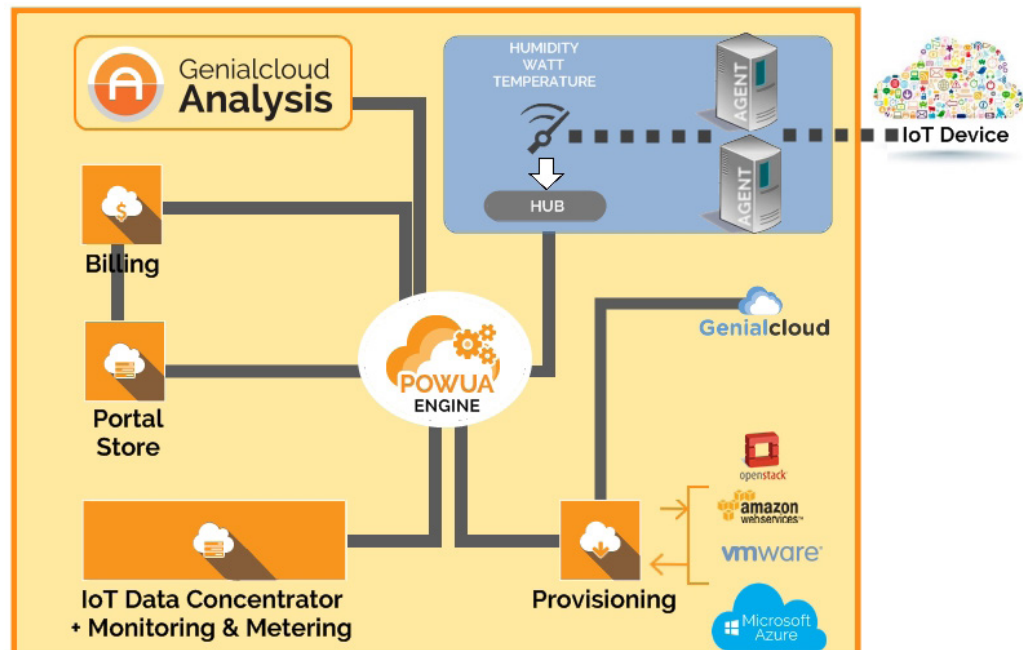 Genialcloud
Analysis
HUMIDITY
WATT
TEMPERATURE
AGENT
AGENT
HUB
IoT Device
Billing
Genialcloud
POWUA
ENGINE
Portal
Store
openstack
amazon
webservices™
vmware®
IoT Data Concentrator
+ Monitoring & Metering
Provisioning
Microsoft
Azure